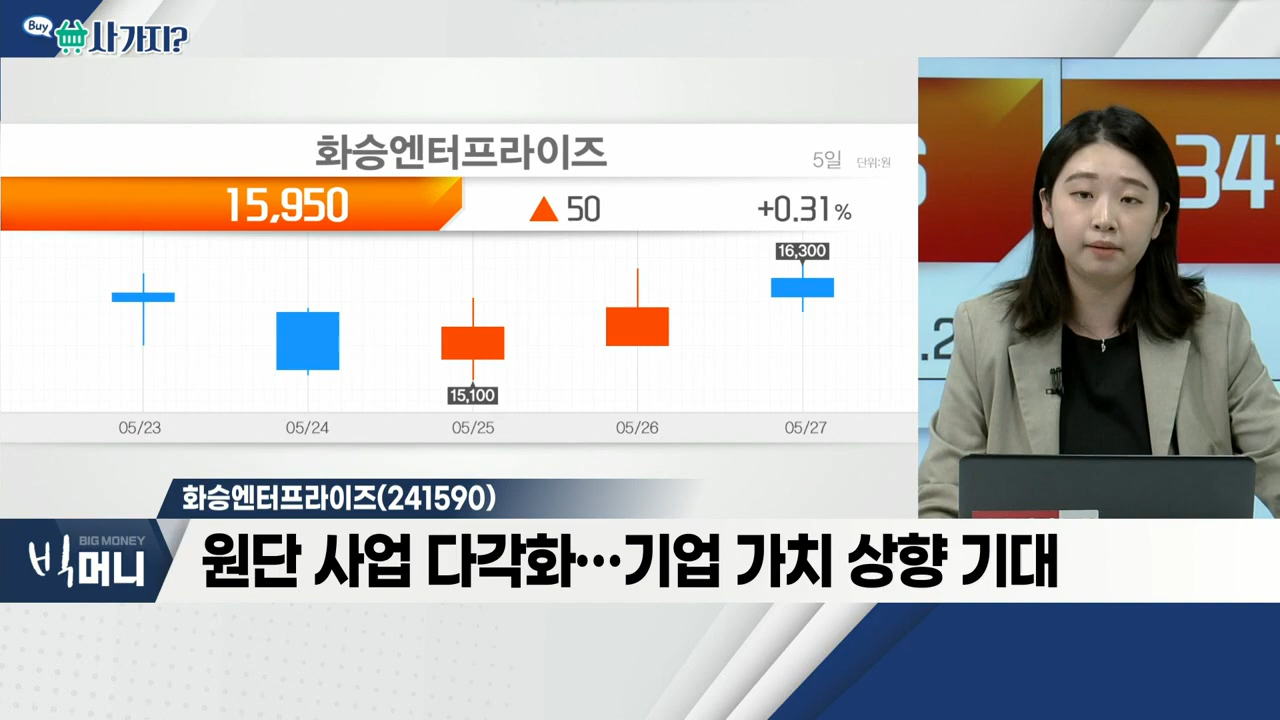 Buy
사가지?
화승엔터프라이즈
5일 단위:원
15,950 ▲ 50 +0.31%
16,300
15,100
05/23 05/24 05/25 05/26 05/27
34
.2
화승엔터프라이즈(241590)
BIG MONEY
빅머니
원단 사업 다각화…기업 가치 상향 기대